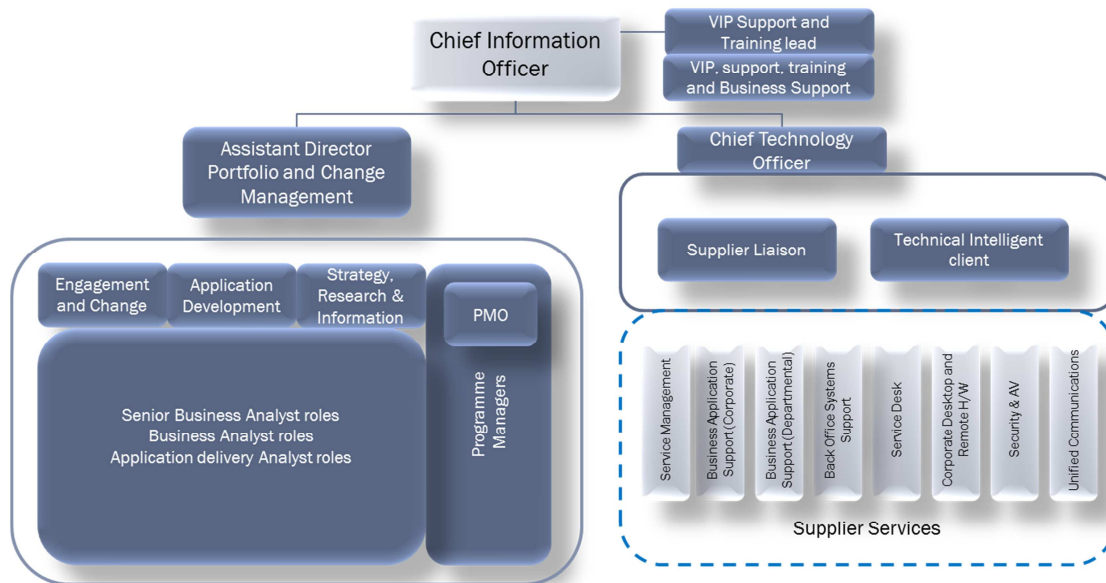 Chief Information
Officer
VIP Support and
Training lead
VIP, support, training
and Business Support
Assistant Director
Portfolio and Change
Management
Chief Technology
Officer
Supplier Liaison
Technical Intelligent
client
Engagement
and Change
Application
Development
Strategy,
Research &
Information
PMO
Programme
Managers
Senior Business Analyst roles
Business Analyst roles
Application delivery Analyst roles
Service Management
Business Application
Support (Corporate)
Business Application
Support (Departmental)
Back Office Systems
Support
Service Desk
Corporate Desktop and
Remote H/W
Security & AV
Unified Communications
Supplier Services